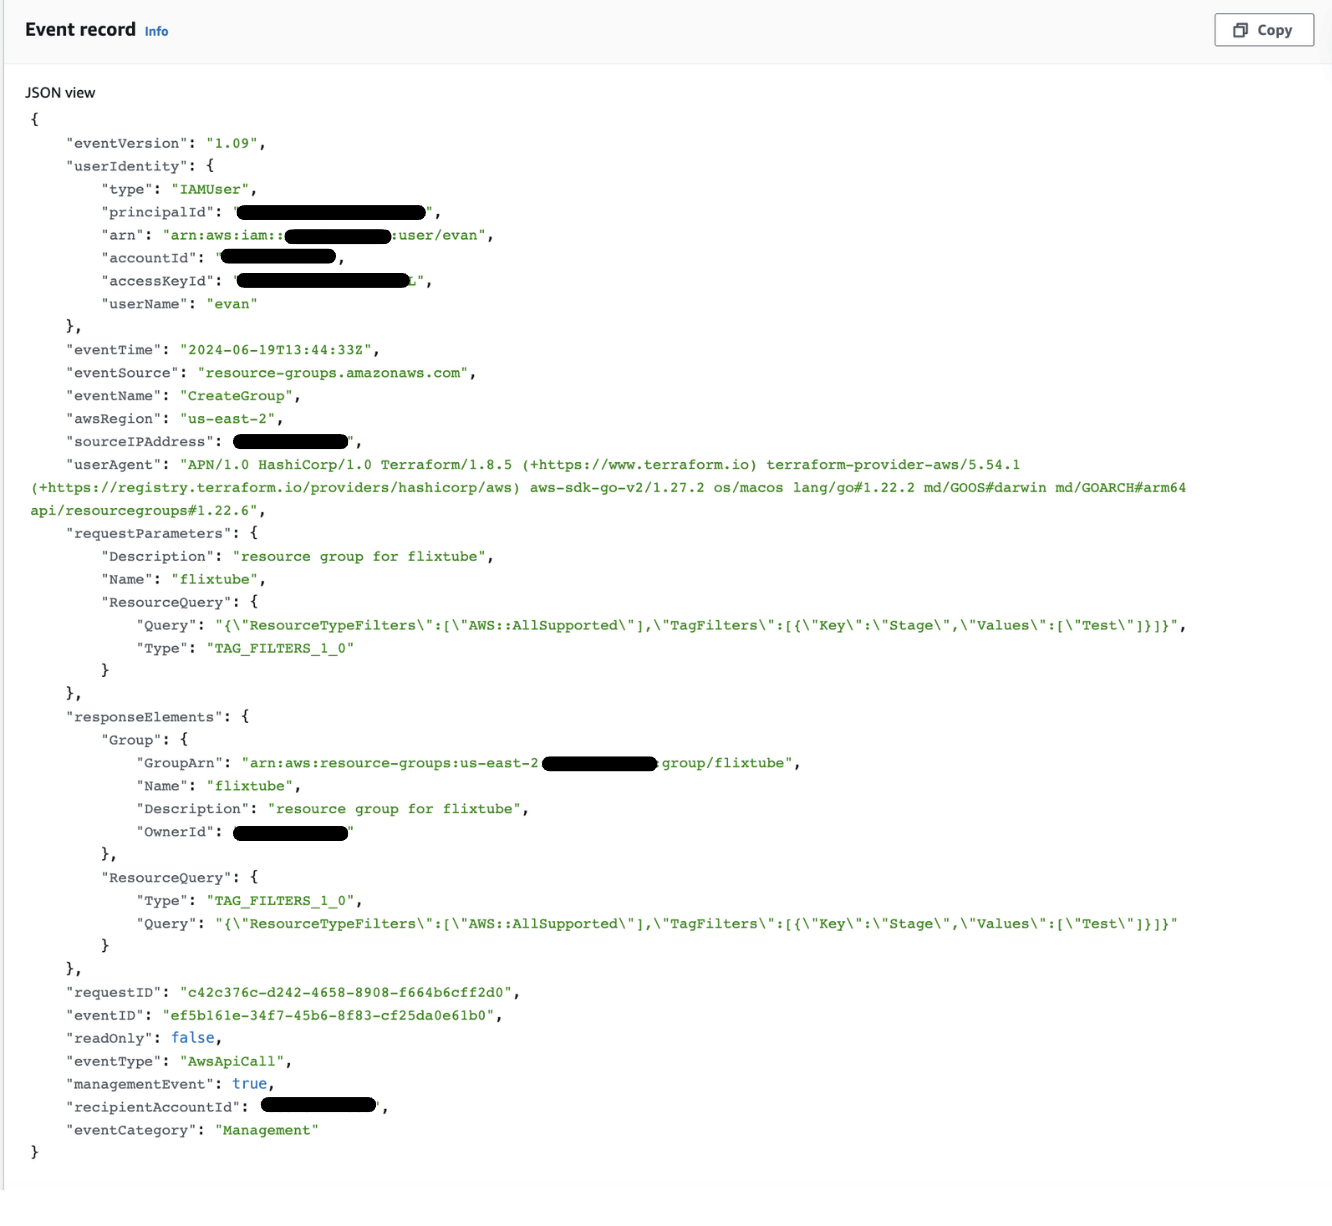 Event record Info
Copy
JSON view
{
"eventVersion": "1.09",
"userIdentity": {
"type": "IAMUser",
"principalId": "",
"arn": "arn:aws:iam:: :user/evan",
"accountId": " ,
"accessKeyId": " L",
"userName": "evan"
},
"eventTime": "2024-06-19T13:44:33Z",
"eventSource": "resource-groups.amazonaws.com",
"eventName": "CreateGroup",
"awsRegion": "us-east-2",
"sourceIPAddress": ",
"userAgent": "APN/1.0 HashiCorp/1.0 Terraform/1.8.5 (+https://www.terraform.io) terraform-provider-aws/5.54.1
(+https://registry.terraform.io/providers/hashicorp/aws) aws-sdk-go-v2/1.27.2 os/macos lang/go#1.22.2 md/GOOS#darwin md/GOARCH#arm64
api/resourcegroups#1.22.6",
"requestParameters": {
"Description": "resource group for flixtube",
"Name": "flixtube",
"ResourceQuery": {
"Query": "{\"ResourceTypeFilters\":[\"AWS::AllSupported\"],\"TagFilters\":[{\"Key\":\"Stage\",\"Values\":[\"Test\"]}]}",
"Type": "TAG_FILTERS_1_0"
}
},
"responseElements": {
"Group": {
"GroupArn": "arn:aws:resource-groups:us-east-2 :group/flixtube",
"Name": "flixtube",
"Description": "resource group for flixtube",
"OwnerId": "
},
"ResourceQuery": {
"Type": "TAG_FILTERS_1_0",
"Query": "{\"ResourceTypeFilters\":[\"AWS::AllSupported\"],\"TagFilters\":[{\"Key\":\"Stage\",\"Values\":[\"Test\"]}]}"
}
},
"requestID": "c42c376c-d242-4658-8908-f664b6cff2d0",
"eventID": "ef5b161e-34f7-45b6-8f83-cf25da0e61b0",
"readOnly": false,
"eventType": "AwsApiCall",
"managementEvent": true,
"recipientAccountId": ",
"eventCategory": "Management"
}